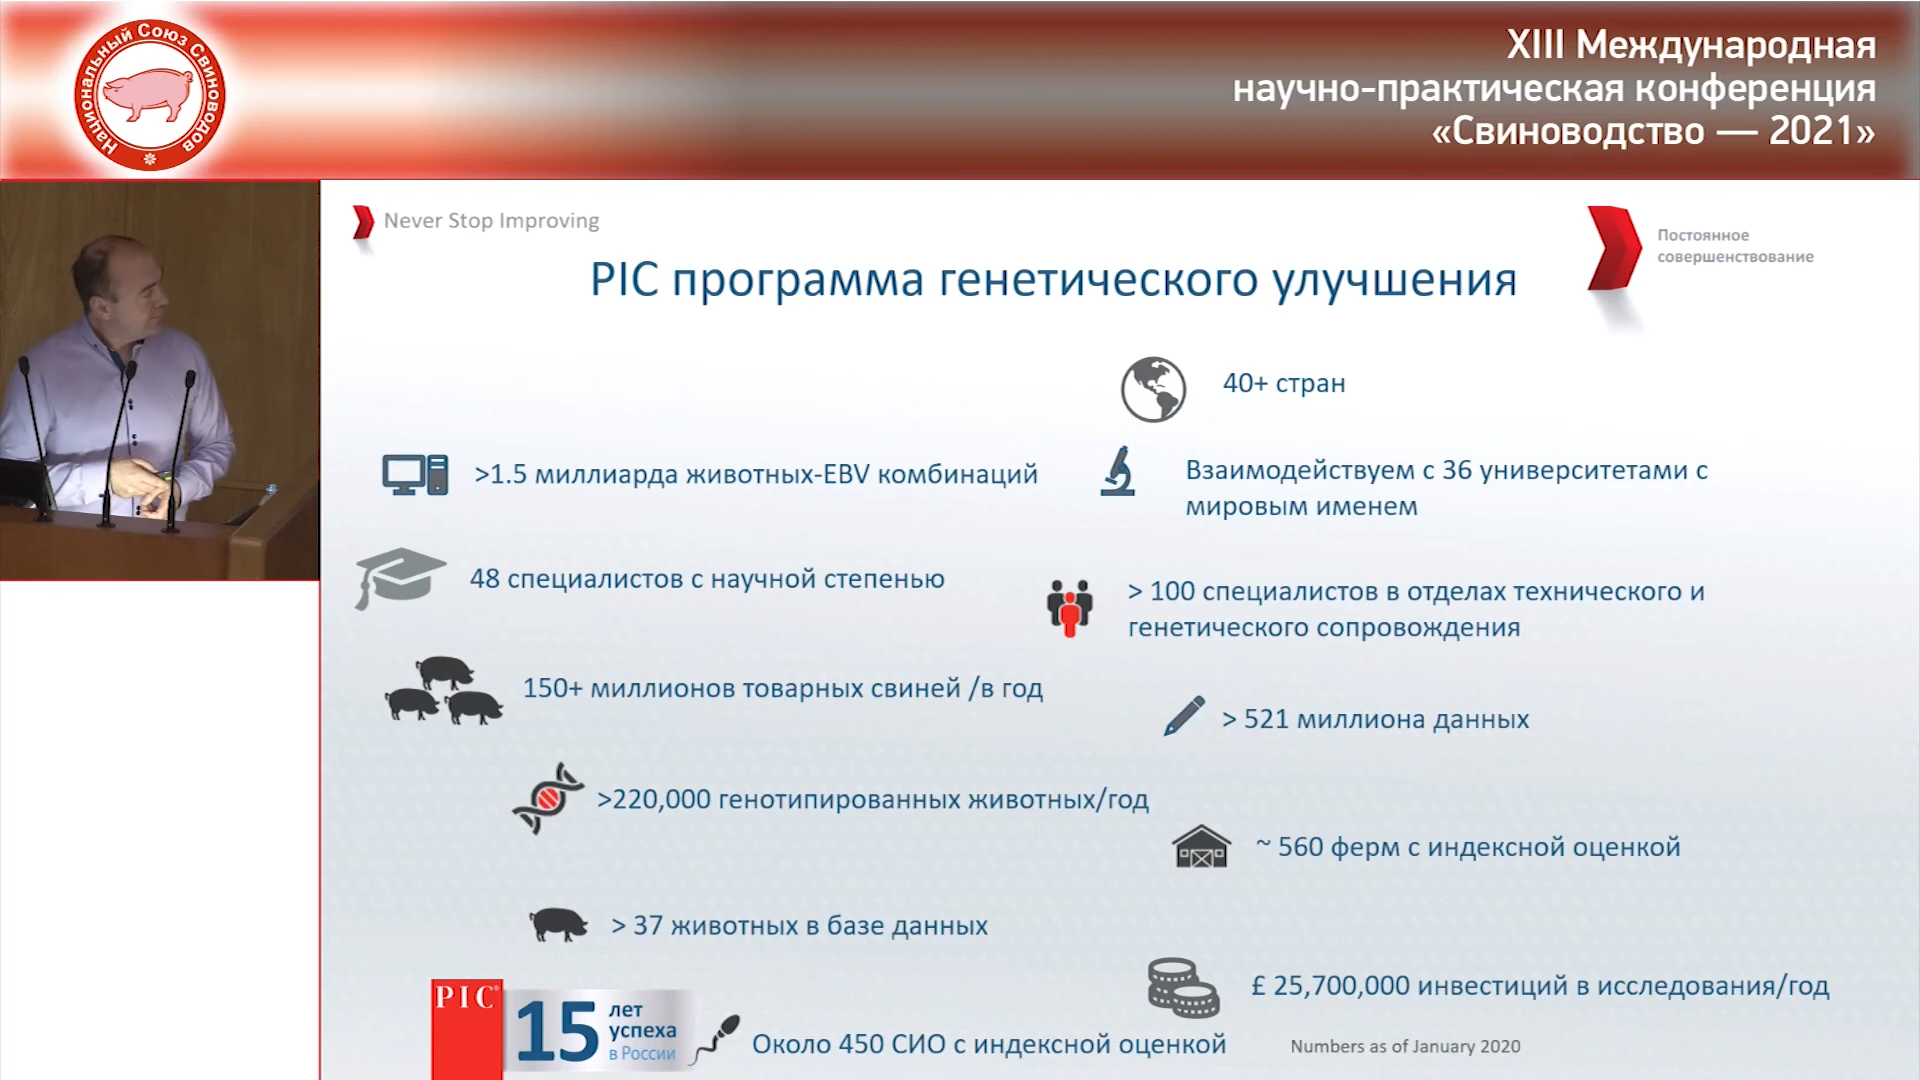 Национальный Союз Свиноводов
XIII Международная
научно-практическая конференция
«Свиноводство — 2021»
Never Stop Improving
Постоянное
совершенствование
PIC программа генетического улучшения
40+ стран
>1.5 миллиарда животных-EBV комбинаций
Взаимодействуем с 36 университетами с
мировым именем
48 специалистов с научной степенью
> 100 специалистов в отделах технического и
генетического сопровождения
150+ миллионов товарных свиней /в год
> 521 миллиона данных
>220,000 генотипированных животных/год
~ 560 ферм с индексной оценкой
> 37 животных в базе данных
£ 25,700,000 инвестиций в исследования/год
PIC®
15 лет
успеха
в России
Около 450 СИО с индексной оценкой
Numbers as of January 2020